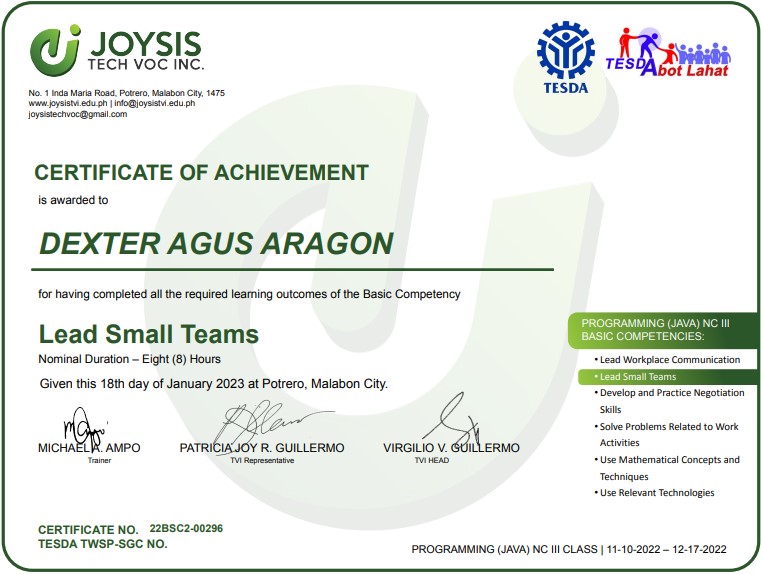 JOYSIS
TECH VOC INC.
No. 1 Inda Maria Road, Potrero, Malabon City, 1475
www.joysistvi.edu.ph | info@joysistvi.edu.ph
joysistechvoc@gmail.com
TESDA
TESDAbot Lahat
CERTIFICATE OF ACHIEVEMENT
is awarded to
DEXTER AGUS ARAGON
for having completed all the required learning outcomes of the Basic Competency
Lead Small Teams
Nominal Duration – Eight (8) Hours
Given this 18th day of January 2023 at Potrero, Malabon City.
MICHAEL A. AMPO
Trainer
PATRICIA JOY R. GUILLERMO
TVI Representative
VIRGILIO V. GUILLERMO
TVI HEAD
PROGRAMMING (JAVA) NC III
BASIC COMPETENCIES:
• Lead Workplace Communication
• Lead Small Teams
• Develop and Practice Negotiation
Skills
• Solve Problems Related to Work
Activities
• Use Mathematical Concepts and
Techniques
• Use Relevant Technologies
CERTIFICATE NO. 22BSC2-00296
TESDA TWSP-SGC NO.
PROGRAMMING (JAVA) NC III CLASS | 11-10-2022 – 12-17-2022